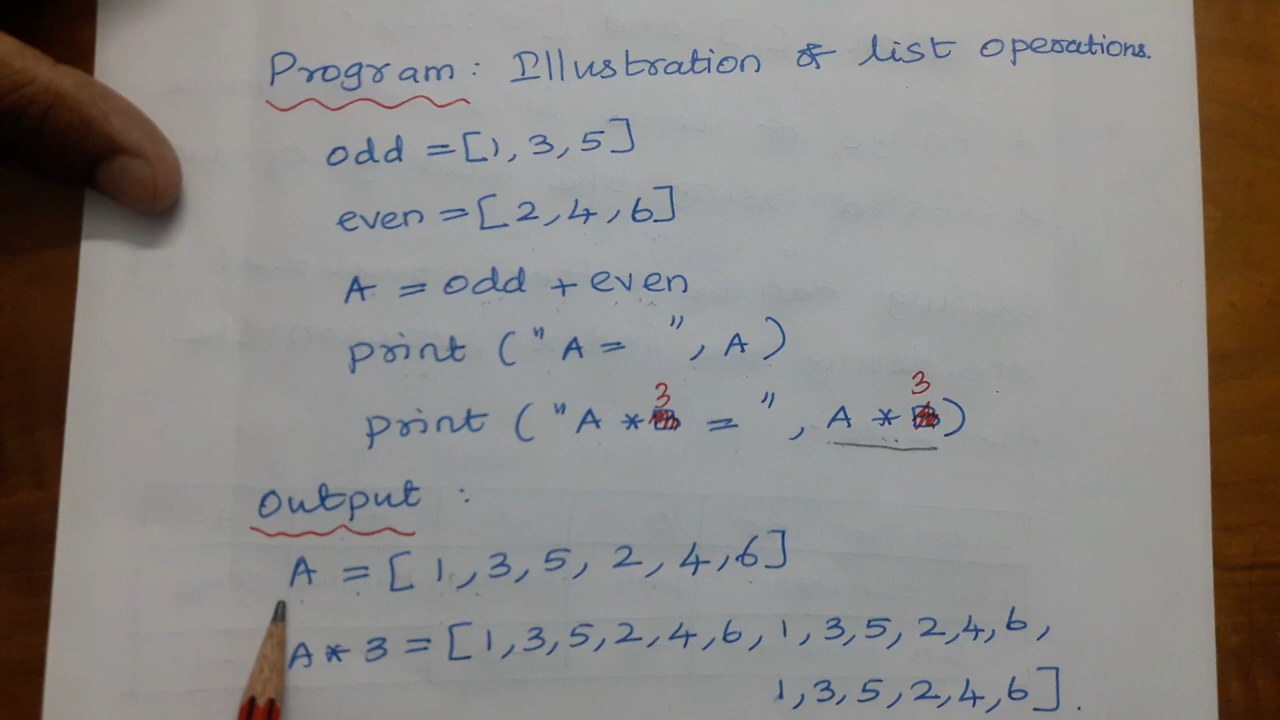 Program: Illustration of list operations.
odd = [1, 3, 5]
even = [2, 4, 6]
A = odd + even
print ("A = ", A)
print ("A * 3 = ", A * 3)
Output :
A = [1, 3, 5, 2, 4, 6]
A * 3 = [1, 3, 5, 2, 4, 6, 1, 3, 5, 2, 4, 6,
1, 3, 5, 2, 4, 6].